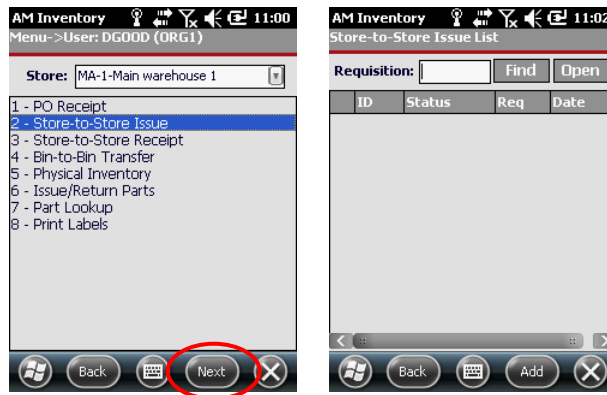 AM Inventory 11:00
Menu->User: DGOOD (ORG1)
Store: MA-1-Main warehouse 1
1 - PO Receipt
2 - Store-to-Store Issue
3 - Store-to-Store Receipt
4 - Bin-to-Bin Transfer
5 - Physical Inventory
6 - Issue/Return Parts
7 - Part Lookup
8 - Print Labels
Back Next
AM Inventory 11:02
Store-to-Store Issue List
Requisition: Find Open
ID Status Req Date
Back Add